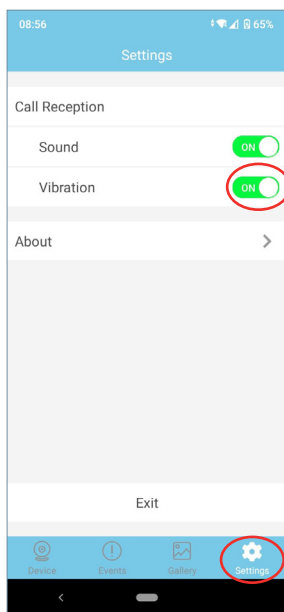 08:56 65%
Settings
Call Reception
Sound ON
Vibration ON
About
Exit
Device Events Gallery Settings